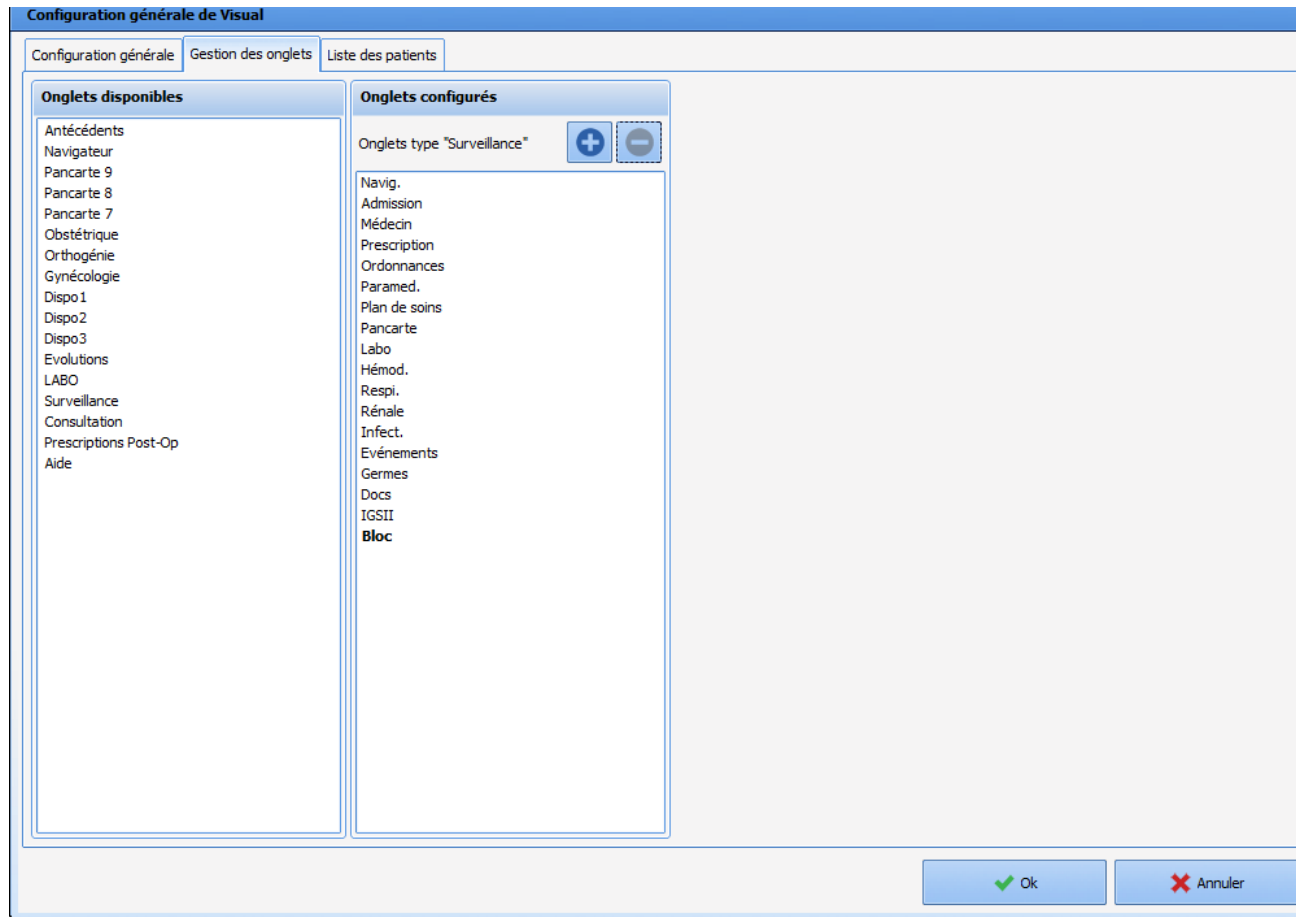 Configuration générale de Visual
Configuration générale
Gestion des onglets
Liste des patients
Onglets disponibles
Antécédents
Navigateur
Pancarte 9
Pancarte 8
Pancarte 7
Obstétrique
Orthogénie
Gynécologie
Dispo1
Dispo2
Dispo3
Evolutions
LABO
Surveillance
Consultation
Prescriptions Post-Op
Aide
Onglets configurés
Onglets type "Surveillance"
Navig.
Admission
Médecin
Prescription
Ordonnances
Paramed.
Plan de soins
Pancarte
Labo
Hémod.
Respi.
Rénale
Infect.
Evénements
Germes
Docs
IGSII
Bloc
Ok
Annuler